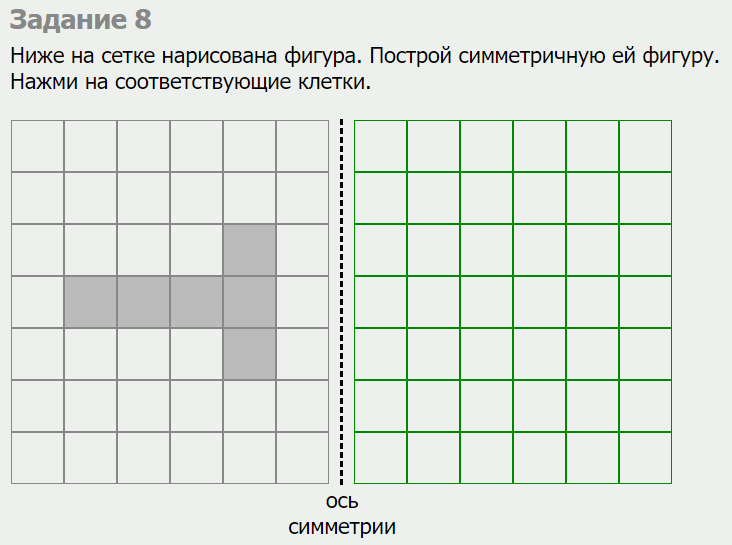 Задание 8
Ниже на сетке нарисована фигура. Построй симметричную ей фигуру.
Нажми на соответствующие клетки.
ось
симметрии